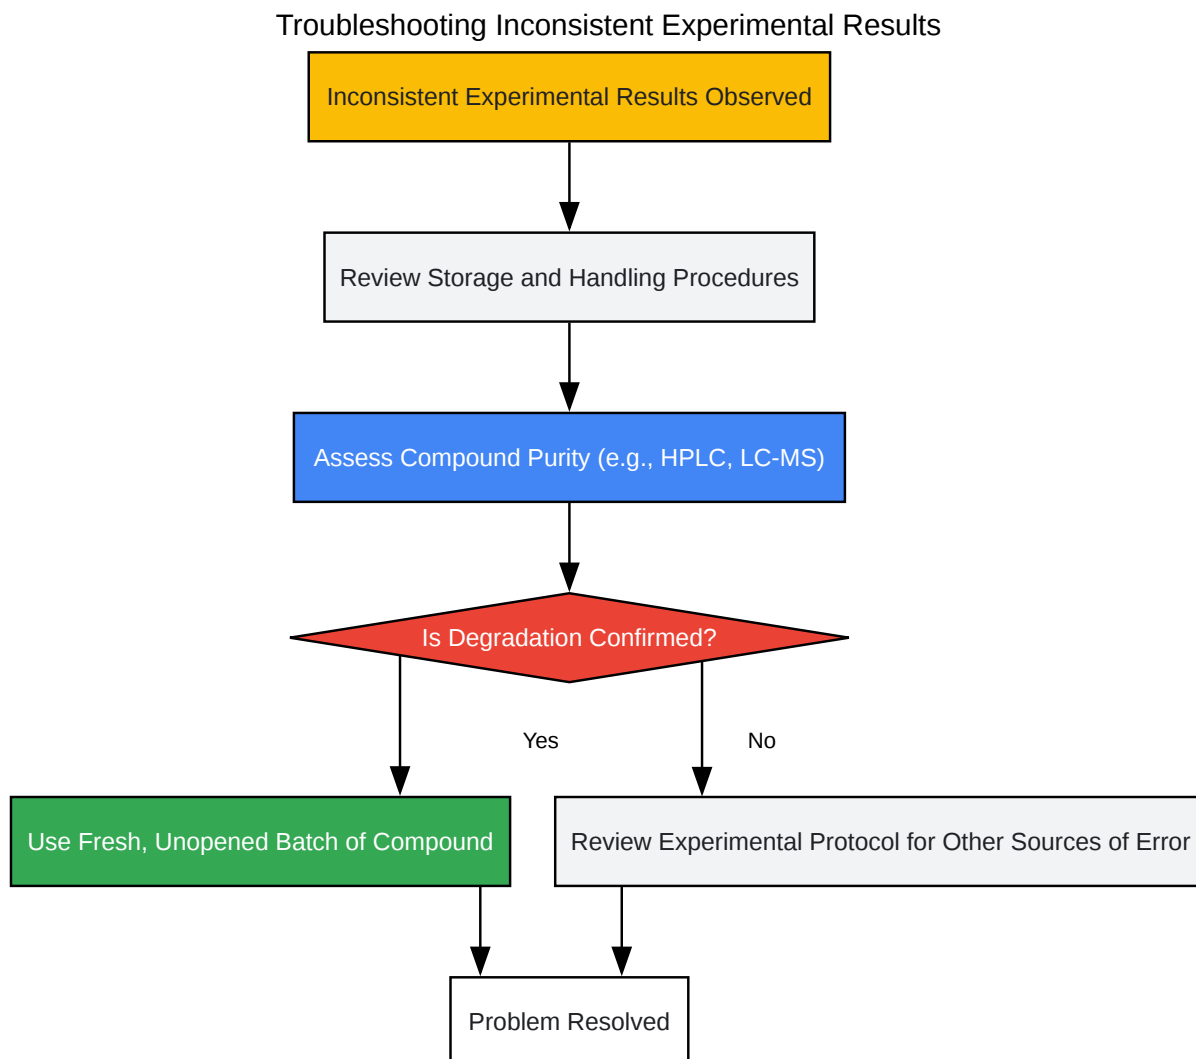 Troubleshooting Inconsistent Experimental Results
Inconsistent Experimental Results Observed
Review Storage and Handling Procedures
Assess Compound Purity (e.g., HPLC, LC-MS)
Is Degradation Confirmed?
Yes
No
Use Fresh, Unopened Batch of Compound
Review Experimental Protocol for Other Sources of Error
Problem Resolved